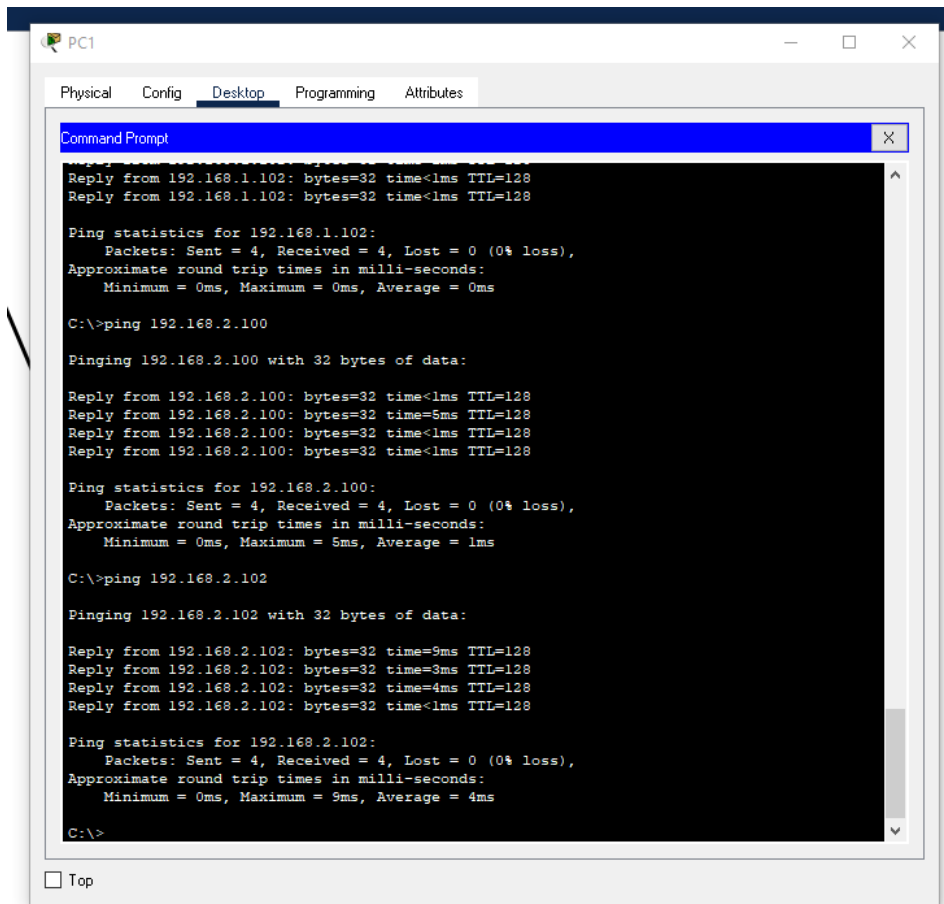 PC1
Physical Config Desktop Programming Attributes
Command Prompt
X
Reply from 192.168.1.102: bytes=32 time<1ms TTL=128
Reply from 192.168.1.102: bytes=32 time<1ms TTL=128
Ping statistics for 192.168.1.102:
Packets: Sent = 4, Received = 4, Lost = 0 (0% loss),
Approximate round trip times in milli-seconds:
Minimum = 0ms, Maximum = 0ms, Average = 0ms
C:\>ping 192.168.2.100
Pinging 192.168.2.100 with 32 bytes of data:
Reply from 192.168.2.100: bytes=32 time<1ms TTL=128
Reply from 192.168.2.100: bytes=32 time=5ms TTL=128
Reply from 192.168.2.100: bytes=32 time<1ms TTL=128
Reply from 192.168.2.100: bytes=32 time<1ms TTL=128
Ping statistics for 192.168.2.100:
Packets: Sent = 4, Received = 4, Lost = 0 (0% loss),
Approximate round trip times in milli-seconds:
Minimum = 0ms, Maximum = 5ms, Average = 1ms
C:\>ping 192.168.2.102
Pinging 192.168.2.102 with 32 bytes of data:
Reply from 192.168.2.102: bytes=32 time=9ms TTL=128
Reply from 192.168.2.102: bytes=32 time=3ms TTL=128
Reply from 192.168.2.102: bytes=32 time=4ms TTL=128
Reply from 192.168.2.102: bytes=32 time<1ms TTL=128
Ping statistics for 192.168.2.102:
Packets: Sent = 4, Received = 4, Lost = 0 (0% loss),
Approximate round trip times in milli-seconds:
Minimum = 0ms, Maximum = 9ms, Average = 4ms
C:\>
Top